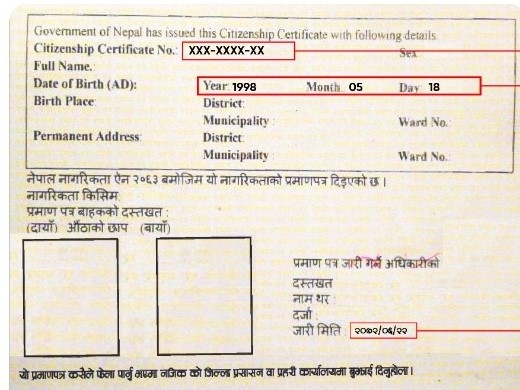 Government of Nepal has issued this Citizenship Certificate with following details.
Citizenship Certificate No.: XXX-XXXX-XX Sex
Full Name.:
Date of Birth (AD): Year: 1998 Month: 05 Day: 18
Birth Place: District:
Municipality : Ward No.:
Permanent Address: District:
Municipality : Ward No.:
नेपाल नागरिकता ऐन २०६३ बमोजिम यो नागरिकताको प्रमाणपत्र दिइएको छ ।
नागरिकता किसिम:
प्रमाण पत्र बाहकको दस्तखत :
(दायाँ) औंठाको छाप (बायाँ)
प्रमाण पत्र जारी गर्ने अधिकारीको
दस्तखत
नाम थर :
दर्जा :
जारी मिति :
यो प्रमाणपत्र कसैले फेला पार्नु भएमा नजिक को जिल्ला प्रसासन वा प्रहरी कार्यालयमा बुझाई दिनुहोला ।